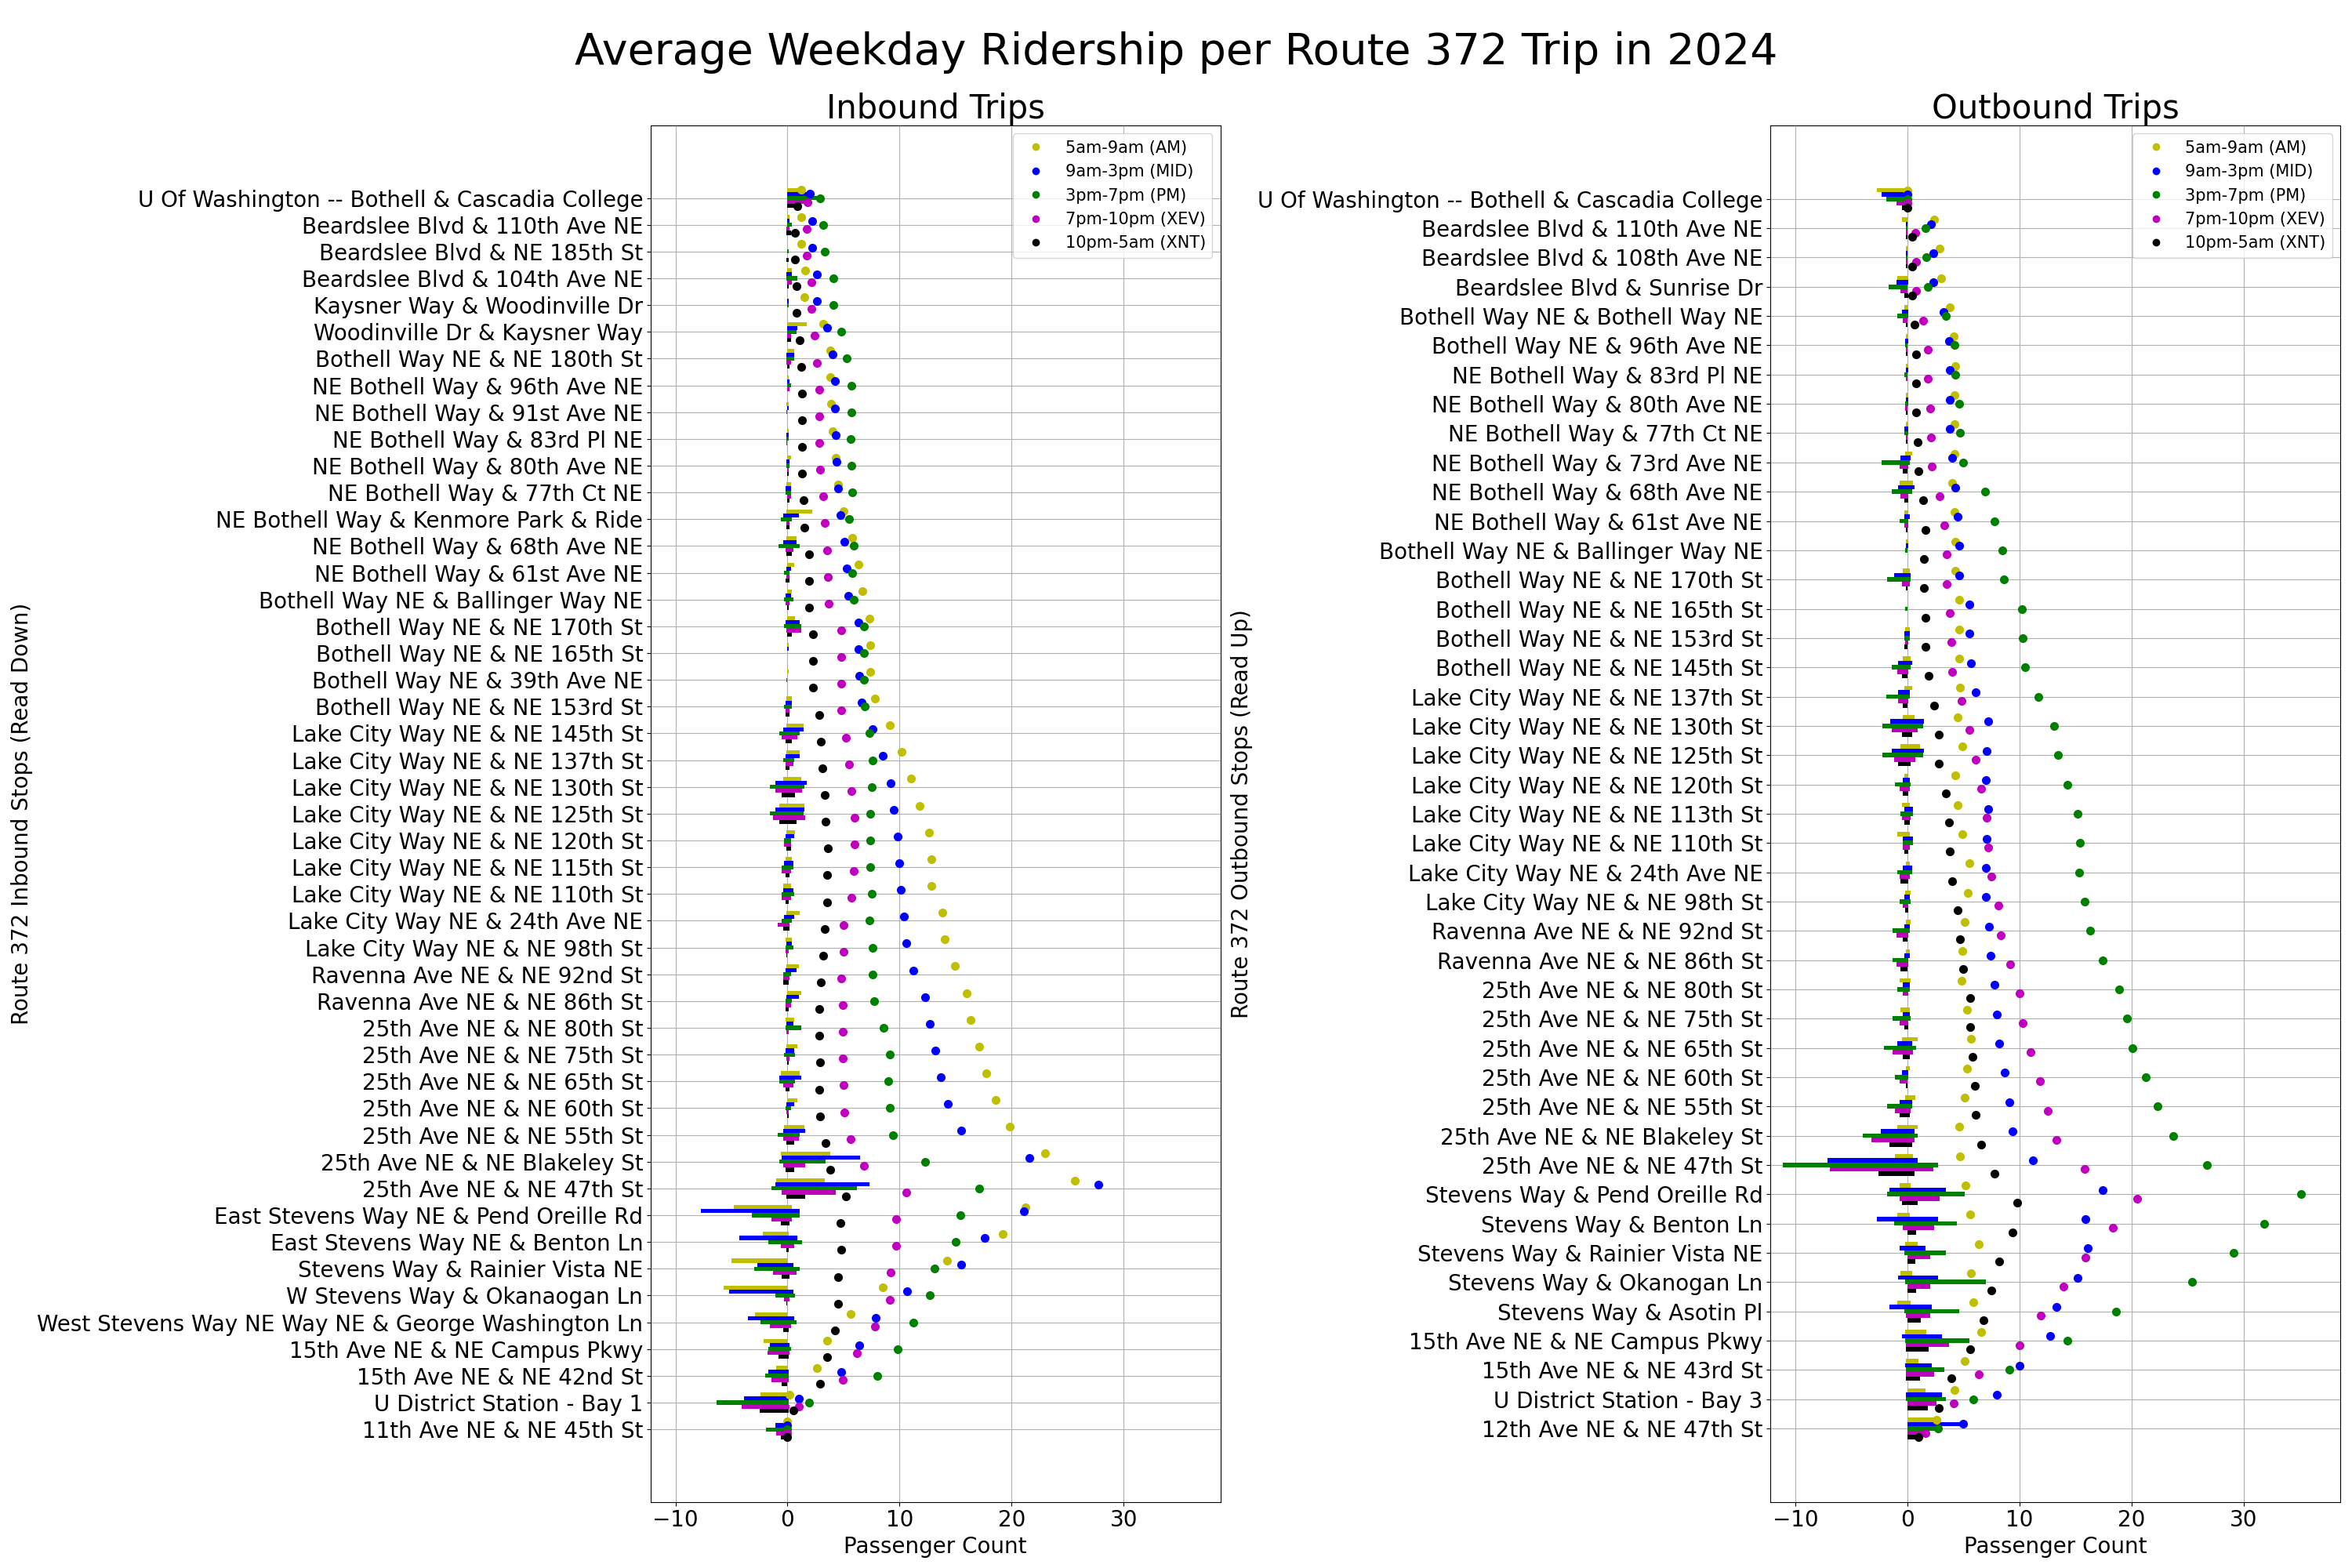 Average Weekday Ridership per Route 372 Trip in 2024
Inbound Trips
5am-9am (AM)
9am-3pm (MID)
3pm-7pm (PM)
7pm-10pm (XEV)
10pm-5am (XNT)
Route 372 Inbound Stops (Read Down)
U Of Washington -- Bothell & Cascadia College
Beardslee Blvd & 110th Ave NE
Beardslee Blvd & NE 185th St
Beardslee Blvd & 104th Ave NE
Kaysner Way & Woodinville Dr
Woodinville Dr & Kaysner Way
Bothell Way NE & NE 180th St
NE Bothell Way & 96th Ave NE
NE Bothell Way & 91st Ave NE
NE Bothell Way & 83rd Pl NE
NE Bothell Way & 80th Ave NE
NE Bothell Way & 77th Ct NE
NE Bothell Way & Kenmore Park & Ride
NE Bothell Way & 68th Ave NE
NE Bothell Way & 61st Ave NE
Bothell Way NE & Ballinger Way NE
Bothell Way NE & NE 170th St
Bothell Way NE & NE 165th St
Bothell Way NE & 39th Ave NE
Bothell Way NE & NE 153rd St
Lake City Way NE & NE 145th St
Lake City Way NE & NE 137th St
Lake City Way NE & NE 130th St
Lake City Way NE & NE 125th St
Lake City Way NE & NE 120th St
Lake City Way NE & NE 115th St
Lake City Way NE & NE 110th St
Lake City Way NE & 24th Ave NE
Lake City Way NE & NE 98th St
Ravenna Ave NE & NE 92nd St
Ravenna Ave NE & NE 86th St
25th Ave NE & NE 80th St
25th Ave NE & NE 75th St
25th Ave NE & NE 65th St
25th Ave NE & NE 60th St
25th Ave NE & NE 55th St
25th Ave NE & NE Blakeley St
25th Ave NE & NE 47th St
East Stevens Way NE & Pend Oreille Rd
East Stevens Way NE & Benton Ln
Stevens Way & Rainier Vista NE
W Stevens Way & Okanaogan Ln
West Stevens Way NE Way NE & George Washington Ln
15th Ave NE & NE Campus Pkwy
15th Ave NE & NE 42nd St
U District Station - Bay 1
11th Ave NE & NE 45th St
−10 0 10 20 30
Passenger Count
Outbound Trips
5am-9am (AM)
9am-3pm (MID)
3pm-7pm (PM)
7pm-10pm (XEV)
10pm-5am (XNT)
Route 372 Outbound Stops (Read Up)
U Of Washington -- Bothell & Cascadia College
Beardslee Blvd & 110th Ave NE
Beardslee Blvd & 108th Ave NE
Beardslee Blvd & Sunrise Dr
Bothell Way NE & Bothell Way NE
Bothell Way NE & 96th Ave NE
NE Bothell Way & 83rd Pl NE
NE Bothell Way & 80th Ave NE
NE Bothell Way & 77th Ct NE
NE Bothell Way & 73rd Ave NE
NE Bothell Way & 68th Ave NE
NE Bothell Way & 61st Ave NE
Bothell Way NE & Ballinger Way NE
Bothell Way NE & NE 170th St
Bothell Way NE & NE 165th St
Bothell Way NE & NE 153rd St
Bothell Way NE & NE 145th St
Lake City Way NE & NE 137th St
Lake City Way NE & NE 130th St
Lake City Way NE & NE 125th St
Lake City Way NE & NE 120th St
Lake City Way NE & NE 113th St
Lake City Way NE & NE 110th St
Lake City Way NE & 24th Ave NE
Lake City Way NE & NE 98th St
Ravenna Ave NE & NE 92nd St
Ravenna Ave NE & NE 86th St
25th Ave NE & NE 80th St
25th Ave NE & NE 75th St
25th Ave NE & NE 65th St
25th Ave NE & NE 60th St
25th Ave NE & NE 55th St
25th Ave NE & NE Blakeley St
25th Ave NE & NE 47th St
Stevens Way & Pend Oreille Rd
Stevens Way & Benton Ln
Stevens Way & Rainier Vista NE
Stevens Way & Okanogan Ln
Stevens Way & Asotin Pl
15th Ave NE & NE Campus Pkwy
15th Ave NE & NE 43rd St
U District Station - Bay 3
12th Ave NE & NE 47th St
−10 0 10 20 30
Passenger Count